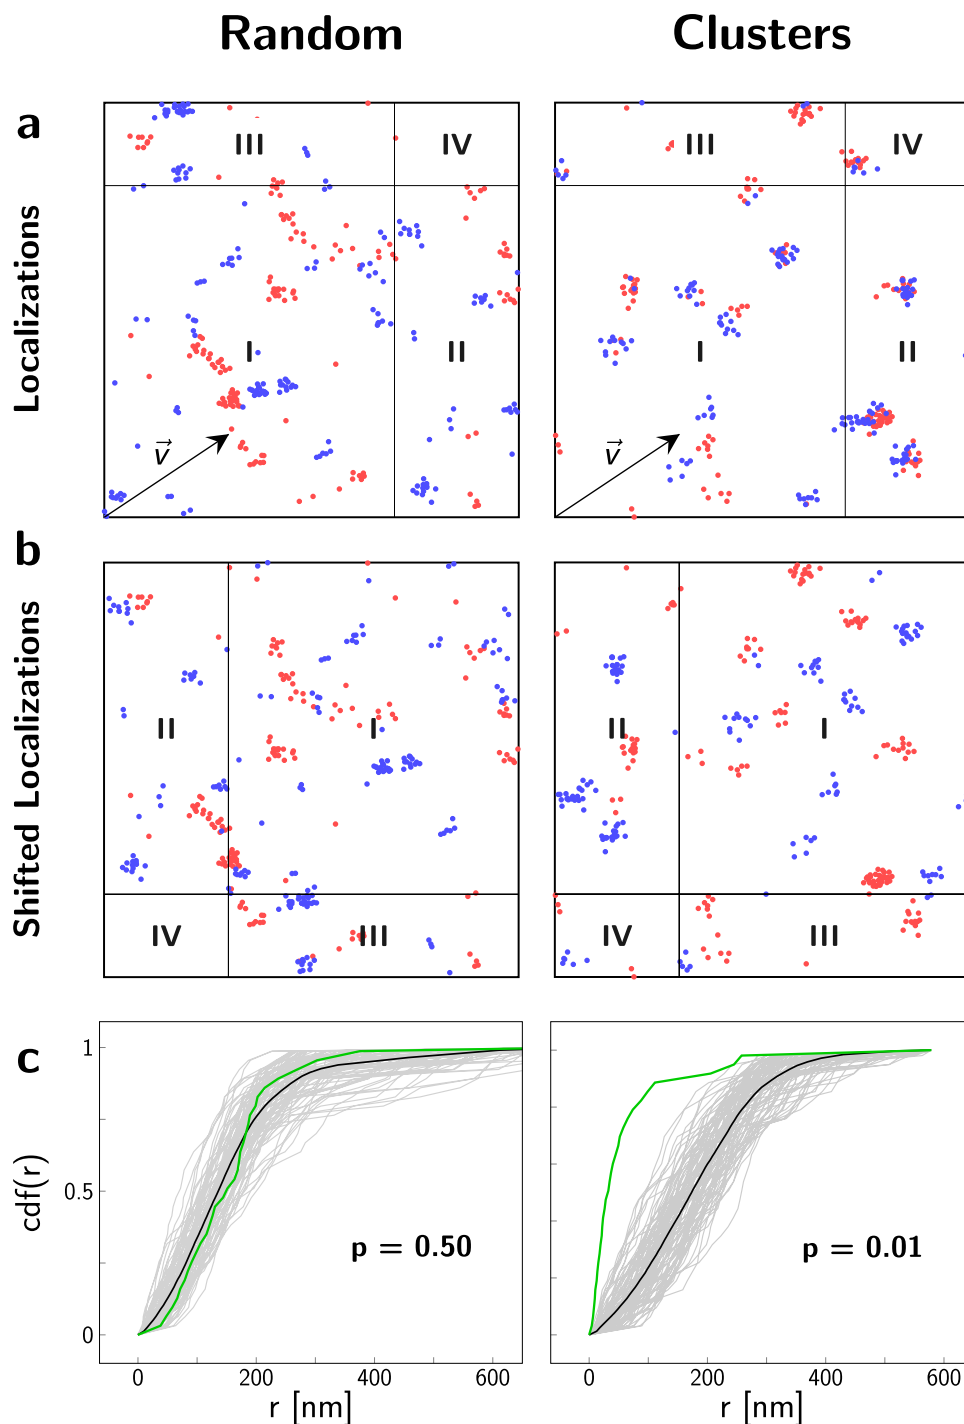 Random Clusters
a
Localizations
III IV III IV
I II I II
v⃗ v⃗
b
Shifted Localizations
II I II I
IV III IV III
c
cdf(r)
1
0.5
0
p = 0.50 p = 0.01
0 200 400 600 0 200 400 600
r [nm] r [nm]